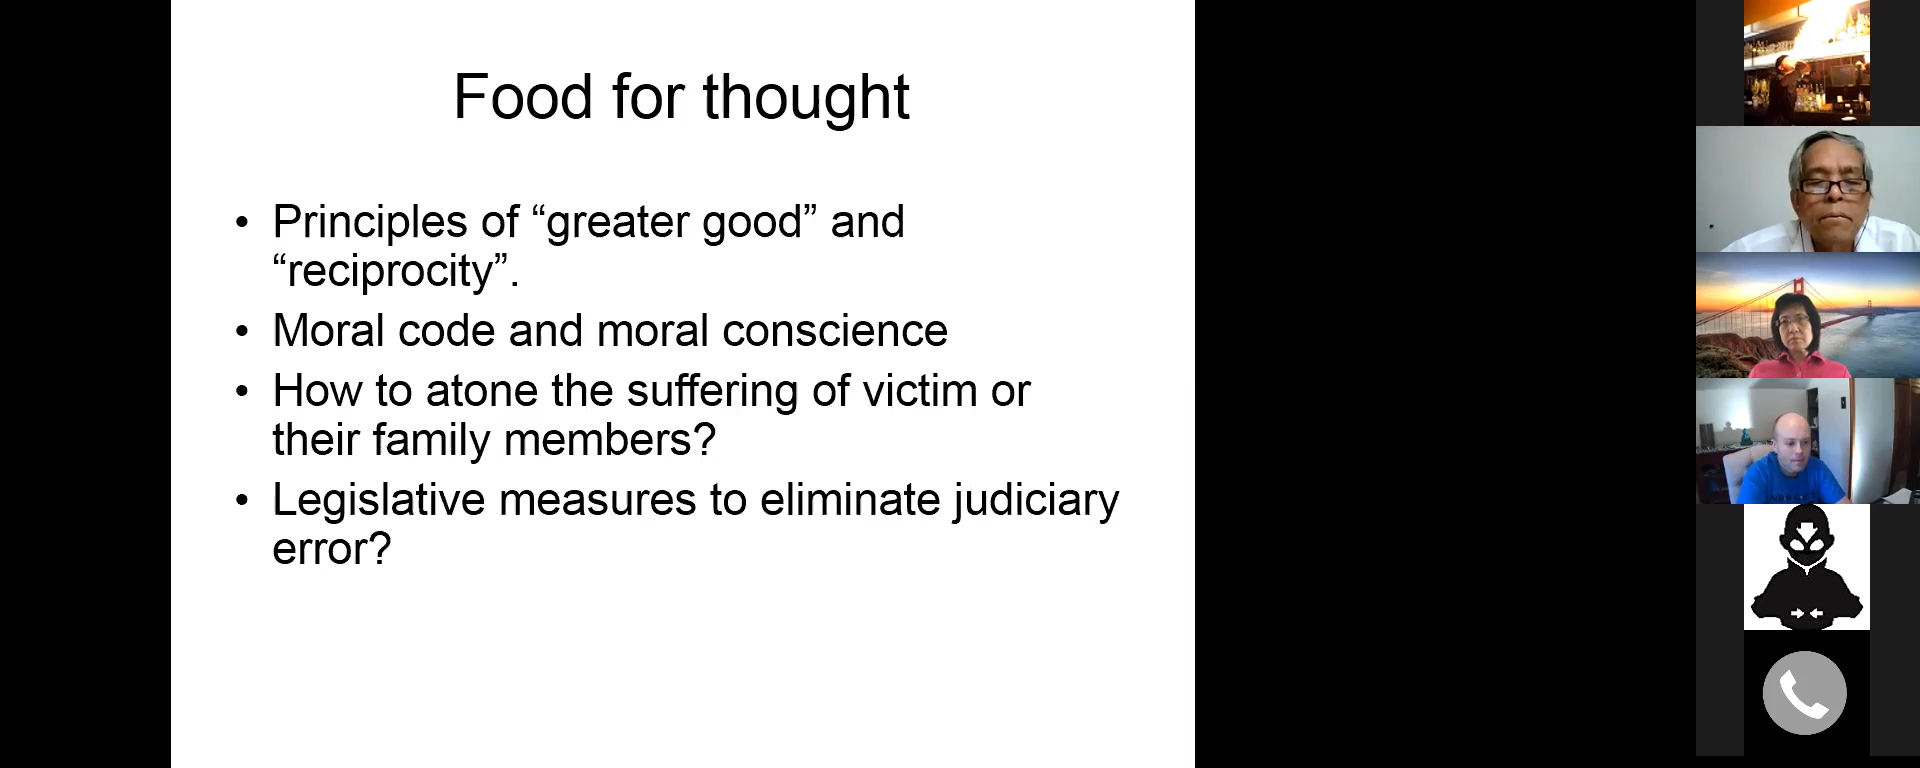 Food for thought
• Principles of “greater good” and
“reciprocity”.
• Moral code and moral conscience
• How to atone the suffering of victim or
their family members?
• Legislative measures to eliminate judiciary
error?